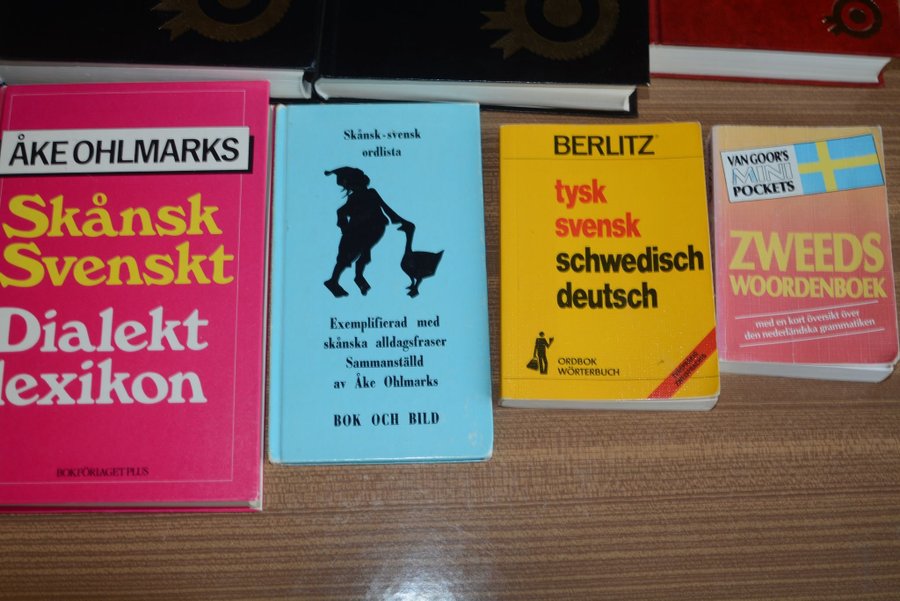 ÅKE OHLMARKS
Skånsk
Svenskt
Dialekt
lexikon
BOKFÖRLAGET PLUS
Skånsk-svensk
ordlista
Exemplifierad med
skånska alldagsfraser
Sammanställd
av Åke Ohlmarks
BOK OCH BILD
BERLITZ®
tysk
svensk
schwedisch
deutsch
ORDBOK
WÖRTERBUCH
VAN GOOR'S
MINI
POCKETS
ZWEEDS
WOORDENBOEK
med en kort översikt över
den nederländska grammatiken